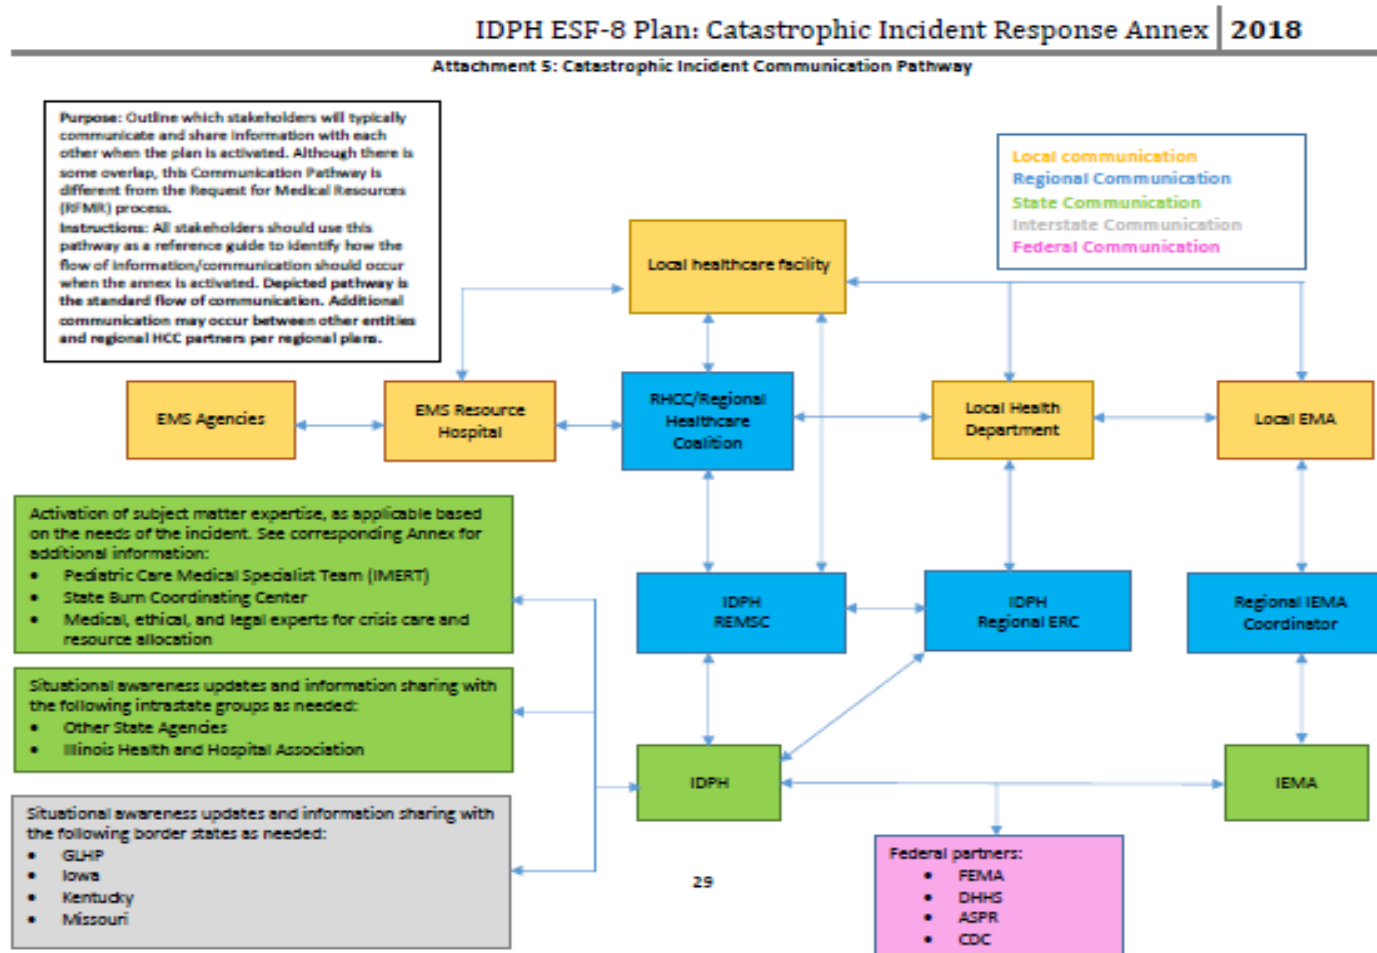 IDPH ESF-8 Plan: Catastrophic Incident Response Annex 2018
Attachment 5: Catastrophic Incident Communication Pathway
Purpose: Outline which stakeholders will typically
communicate and share information with each
other when the plan is activated. Although there is
some overlap, this Communication Pathway is
different from the Request for Medical Resources
(RFMR) process.
Instructions: All stakeholders should use this
pathway as a reference guide to identify how the
flow of information/communication should occur
when the annex is activated. Depicted pathway is
the standard flow of communication. Additional
communication may occur between other entities
and regional HCC partners per regional plans.
Local communication
Regional Communication
State Communication
Interstate Communication
Federal Communication
Local healthcare facility
EMS Agencies
EMS Resource
Hospital
RHCC/Regional
Healthcare
Coalition
Local Health
Department
Local EMA
Activation of subject matter expertise, as applicable based
on the needs of the incident. See corresponding Annex for
additional information:
• Pediatric Care Medical Specialist Team (IMERT)
• State Burn Coordinating Center
• Medical, ethical, and legal experts for crisis care and
resource allocation
IDPH
REMSC
IDPH
Regional ERC
Regional IEMA
Coordinator
Situational awareness updates and information sharing with
the following intrastate groups as needed:
• Other State Agencies
• Illinois Health and Hospital Association
IDPH
IEMA
Situational awareness updates and information sharing with
the following border states as needed:
• GLHP
• Iowa
• Kentucky
• Missouri
29
Federal partners:
• FEMA
• DHHS
• ASPR
• CDC